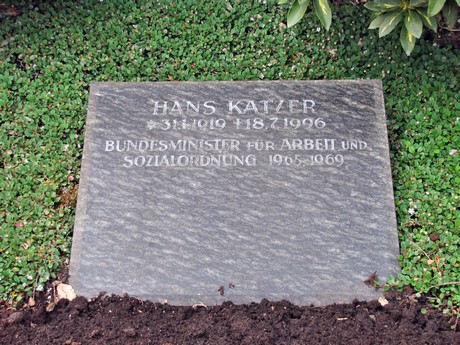 HANS KATZER
*31.1.1919 †18.7.1996
BUNDESMINISTER FÜR ARBEIT UND
SOZIALORDNUNG 1965-1969